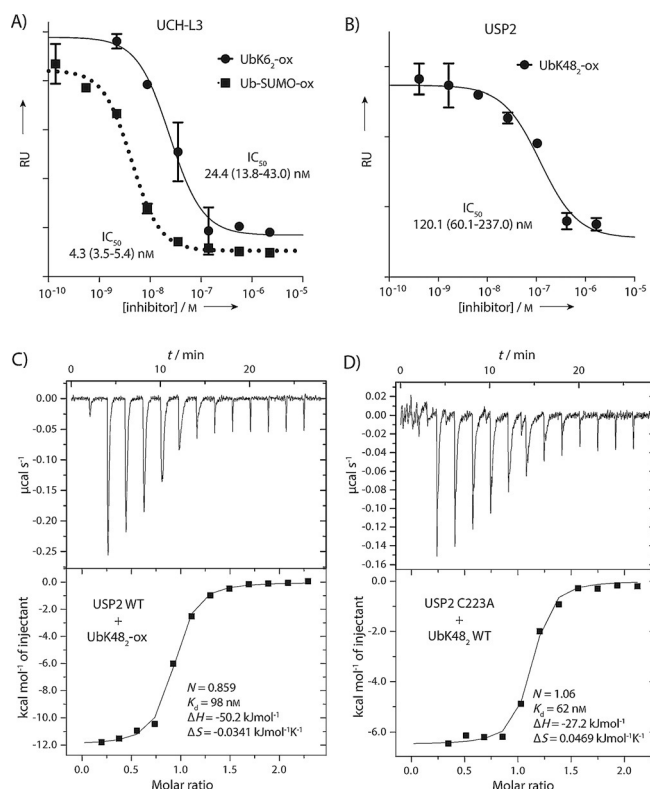 A)
UCH-L3
UbK6₂-ox
Ub-SUMO-ox
RU
IC₅₀
24.4 (13.8-43.0) nM
IC₅₀
4.3 (3.5-5.4) nM
10⁻¹⁰ 10⁻⁹ 10⁻⁸ 10⁻⁷ 10⁻⁶ 10⁻⁵
[inhibitor] / M
B)
USP2
UbK48₂-ox
RU
IC₅₀
120.1 (60.1-237.0) nM
10⁻¹⁰ 10⁻⁹ 10⁻⁸ 10⁻⁷ 10⁻⁶ 10⁻⁵
[inhibitor] / M
C)
t / min
0 10 20
0.00
-0.05
-0.10
-0.15
-0.20
-0.25
µcal s⁻¹
0.0
-2.0
-4.0
-6.0
-8.0
-10.0
-12.0
kcal mol⁻¹ of injectant
USP2 WT
+
UbK48₂-ox
N = 0.859
Kd = 98 nM
ΔH = -50.2 kJmol⁻¹
ΔS = -0.0341 kJmol⁻¹K⁻¹
0.0 0.5 1.0 1.5 2.0
Molar ratio
D)
t / min
0 10 20
0.02
0.00
-0.02
-0.04
-0.06
-0.08
-0.10
-0.12
-0.14
-0.16
µcal s⁻¹
0.0
-2.0
-4.0
-6.0
kcal mol⁻¹ of injectant
USP2 C223A
+
UbK48₂ WT
N = 1.06
Kd = 62 nM
ΔH = -27.2 kJmol⁻¹
ΔS = 0.0469 kJmol⁻¹K⁻¹
0.0 0.5 1.0 1.5 2.0
Molar ratio